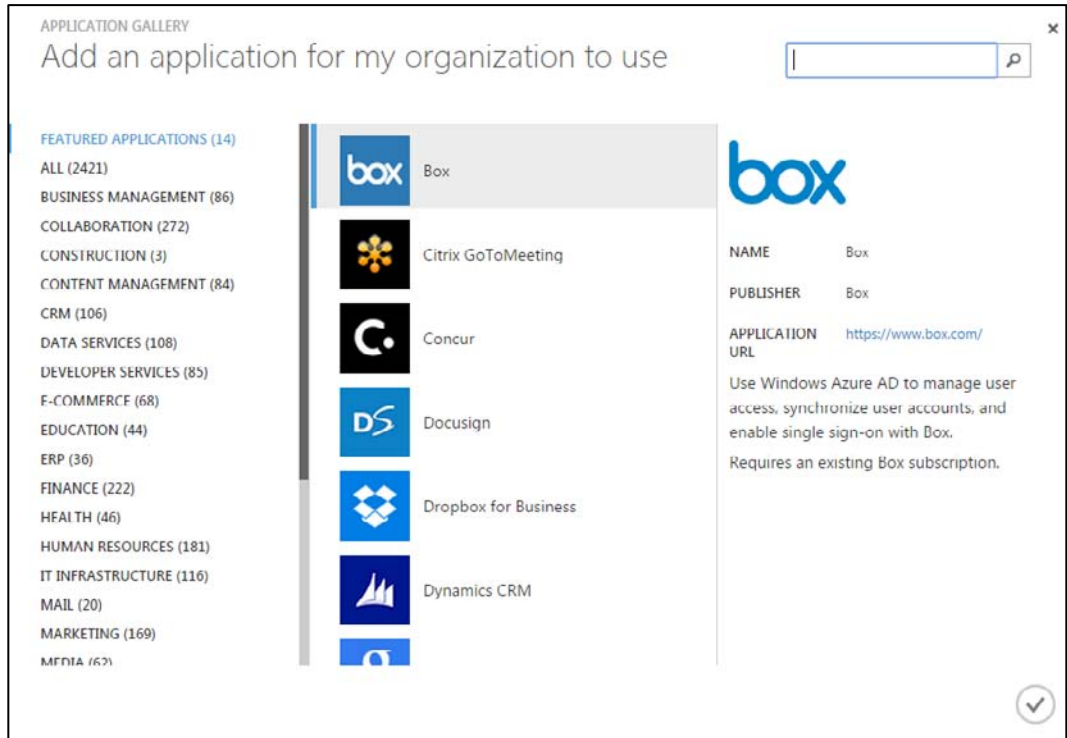 APPLICATION GALLERY
Add an application for my organization to use
FEATURED APPLICATIONS (14)
ALL (2421)
BUSINESS MANAGEMENT (86)
COLLABORATION (272)
CONSTRUCTION (3)
CONTENT MANAGEMENT (84)
CRM (106)
DATA SERVICES (108)
DEVELOPER SERVICES (85)
E-COMMERCE (68)
EDUCATION (44)
ERP (36)
FINANCE (222)
HEALTH (46)
HUMAN RESOURCES (181)
IT INFRASTRUCTURE (116)
MAIL (20)
MARKETING (169)
MEDIA (62)
box Box
Citrix GoToMeeting
C. Concur
DS Docusign
Dropbox for Business
Dynamics CRM
g
box
NAME Box
PUBLISHER Box
APPLICATION https://www.box.com/
URL
Use Windows Azure AD to manage user
access, synchronize user accounts, and
enable single sign-on with Box.
Requires an existing Box subscription.